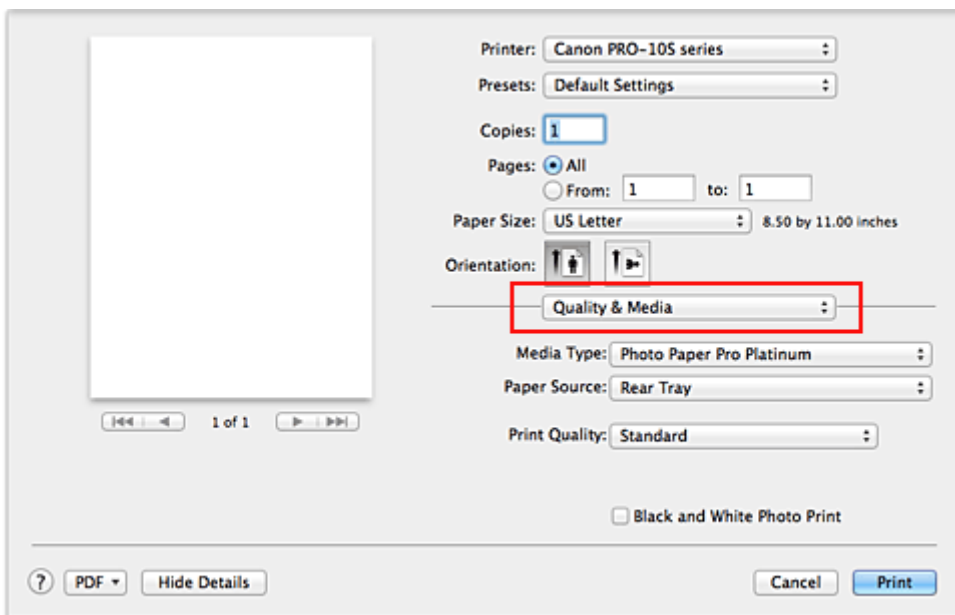 Printer: Canon PRO-10S series
Presets: Default Settings
Copies: 1
Pages: All
From: 1 to: 1
Paper Size: US Letter 8.50 by 11.00 inches
Orientation:
Quality & Media
Media Type: Photo Paper Pro Platinum
Paper Source: Rear Tray
1 of 1
Print Quality: Standard
Black and White Photo Print
? PDF Hide Details Cancel Print